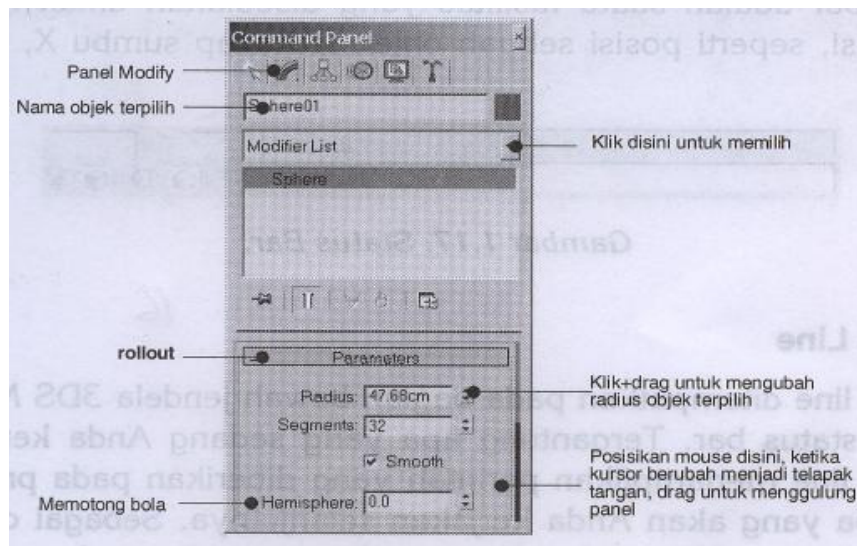 Command Panel
Panel Modify
Nama objek terpilih
Sphere01
Modifier List
Klik disini untuk memilih
Sphere
rollout
Parameters
Radius: 47.68cm
Klik+drag untuk mengubah
radius objek terpilih
Segments: 32
Smooth
Posisikan mouse disini, ketika
kursor berubah menjadi telapak
tangan, drag untuk menggulung
panel
Memotong bola
Hemisphere: 0.0
Gambar 1.17. Status Bar.
Line